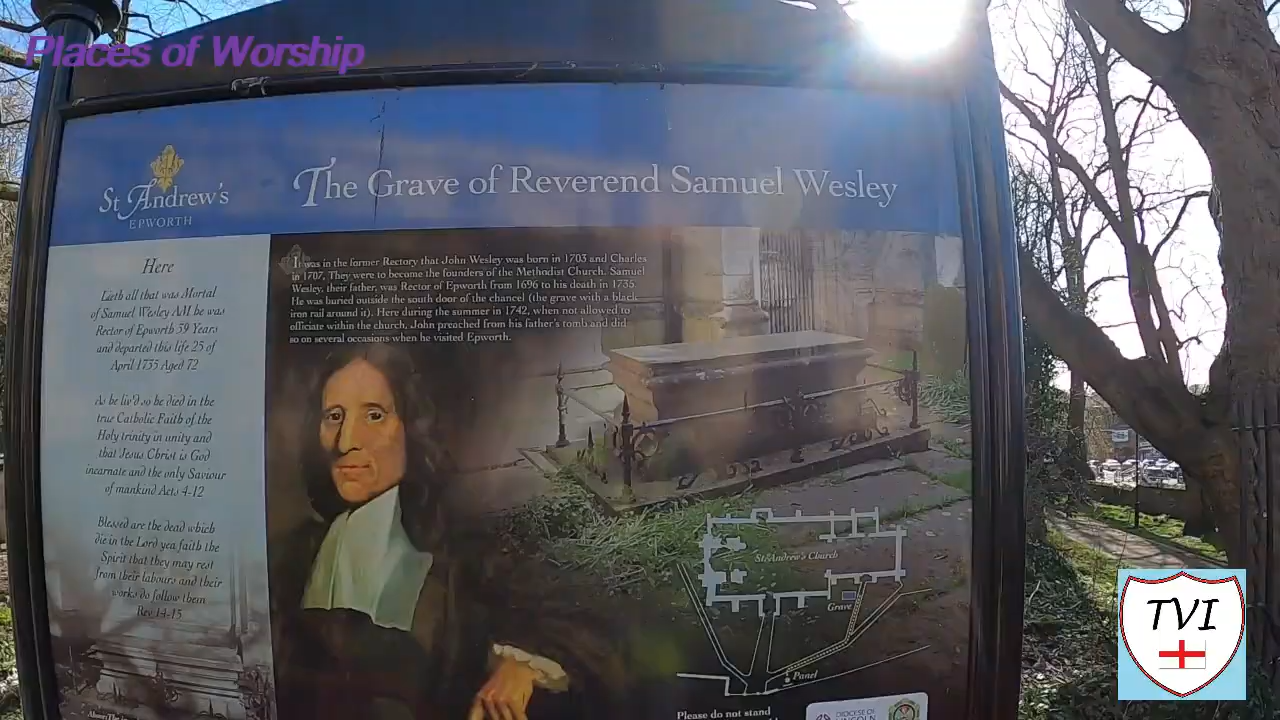 Places of Worship
St Andrew's
EPWORTH
The Grave of Reverend Samuel Wesley
Here
Lieth all that was Mortal
of Samuel Wesley AM he was
Rector of Epworth 39 Years
and departed this life 25 of
April 1735 Aged 72
As he liv'd so he died in the
true Catholic Faith of the
Holy trinity in unity and
that Jesus Christ is God
incarnate and the only Saviour
of mankind Acts 4-12
Blessed are the dead which
die in the Lord yea faith the
Spirit that they may rest
from their labours and their
works do follow them
Rev 14-13
It was in the former Rectory that John Wesley was born in 1703 and Charles
in 1707. They were to become the founders of the Methodist Church. Samuel
Wesley, their father, was Rector of Epworth from 1696 to his death in 1735.
He was buried outside the south door of the chancel (the grave with a black
iron rail around it). Here during the summer in 1742, when not allowed to
officiate within the church, John preached from his father's tomb and did
so on several occasions when he visited Epworth.
St Andrew's Church
Grave
Panel
Please do not stand
DIOCESE OF
LINCOLN
TVI